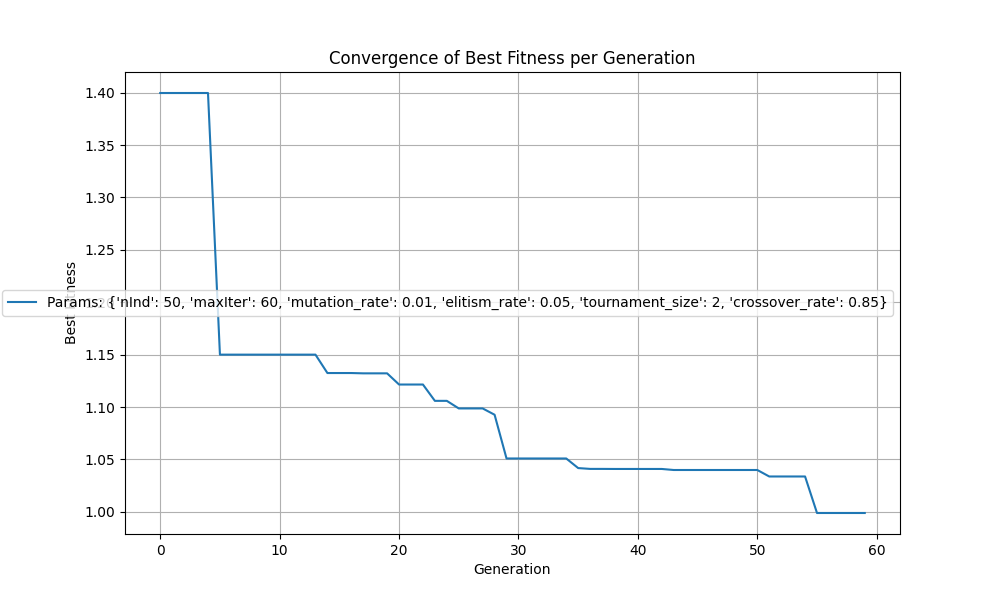 Convergence of Best Fitness per Generation
1.40
1.35
1.30
1.25
Params: {'nInd': 50, 'maxIter': 60, 'mutation_rate': 0.01, 'elitism_rate': 0.05, 'tournament_size': 2, 'crossover_rate': 0.85}
Best Fitness
1.15
1.10
1.05
1.00
0 10 20 30 40 50 60
Generation